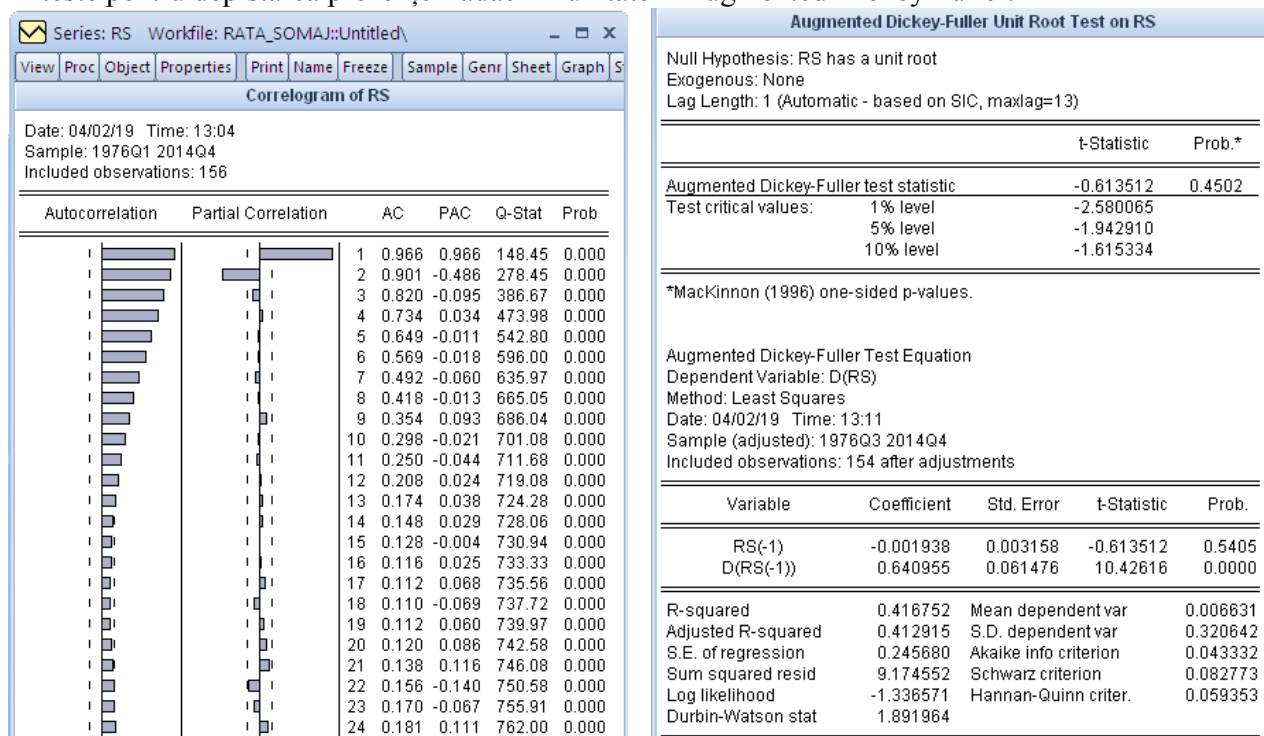 Series: RS Workfile: RATA_SOMAJ::Untitled\
View Proc Object Properties Print Name Freeze Sample Genr Sheet Graph
Correlogram of RS
Date: 04/02/19 Time: 13:04
Sample: 1976Q1 2014Q4
Included observations: 156
Autocorrelation Partial Correlation AC PAC Q-Stat Prob
1 0.966 0.966 148.45 0.000
2 0.901 -0.486 278.45 0.000
3 0.820 -0.095 386.67 0.000
4 0.734 0.034 473.98 0.000
5 0.649 -0.011 542.80 0.000
6 0.569 -0.018 596.00 0.000
7 0.492 -0.060 635.97 0.000
8 0.418 -0.013 665.05 0.000
9 0.354 0.093 686.04 0.000
10 0.298 -0.021 701.08 0.000
11 0.250 -0.044 711.68 0.000
12 0.208 0.024 719.08 0.000
13 0.174 0.038 724.28 0.000
14 0.148 0.029 728.06 0.000
15 0.128 -0.004 730.94 0.000
16 0.116 0.025 733.33 0.000
17 0.112 0.068 735.56 0.000
18 0.110 -0.069 737.72 0.000
19 0.112 0.060 739.97 0.000
20 0.120 0.086 742.58 0.000
21 0.138 0.116 746.08 0.000
22 0.156 -0.140 750.58 0.000
23 0.170 -0.067 755.91 0.000
24 0.181 0.111 762.00 0.000
Augmented Dickey-Fuller Unit Root Test on RS
Null Hypothesis: RS has a unit root
Exogenous: None
Lag Length: 1 (Automatic - based on SIC, maxlag=13)
t-Statistic Prob.*
Augmented Dickey-Fuller test statistic -0.613512 0.4502
Test critical values: 1% level -2.580065
5% level -1.942910
10% level -1.615334
*MacKinnon (1996) one-sided p-values.
Augmented Dickey-Fuller Test Equation
Dependent Variable: D(RS)
Method: Least Squares
Date: 04/02/19 Time: 13:11
Sample (adjusted): 1976Q3 2014Q4
Included observations: 154 after adjustments
Variable Coefficient Std. Error t-Statistic Prob.
RS(-1) -0.001938 0.003158 -0.613512 0.5405
D(RS(-1)) 0.640955 0.061476 10.42616 0.0000
R-squared 0.416752 Mean dependent var 0.006631
Adjusted R-squared 0.412915 S.D. dependent var 0.320642
S.E. of regression 0.245680 Akaike info criterion 0.043332
Sum squared resid 9.174552 Schwarz criterion 0.082773
Log likelihood -1.336571 Hannan-Quinn criter. 0.059353
Durbin-Watson stat 1.891964